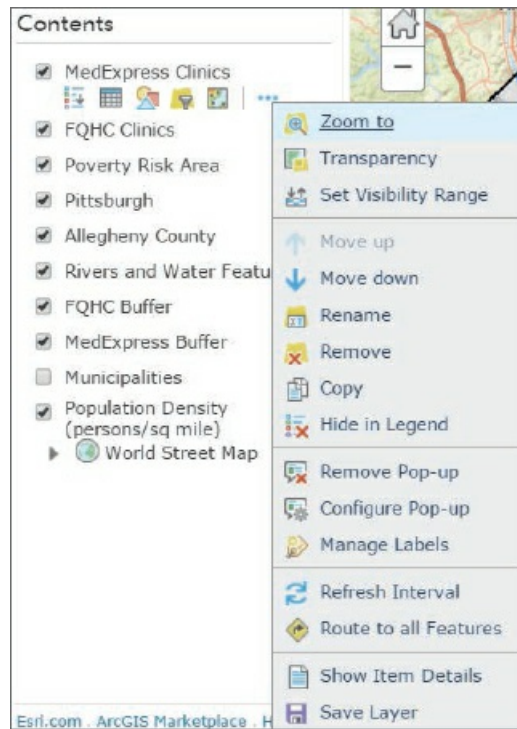 Contents
MedExpress Clinics
FQHC Clinics
Poverty Risk Area
Pittsburgh
Allegheny County
Rivers and Water Featu
FQHC Buffer
MedExpress Buffer
Municipalities
Population Density
(persons/sq mile)
World Street Map
Zoom to
Transparency
Set Visibility Range
Move up
Move down
Rename
Remove
Copy
Hide in Legend
Remove Pop-up
Configure Pop-up
Manage Labels
Refresh Interval
Route to all Features
Show Item Details
Save Layer
Esri.com . ArcGIS Marketplace . H